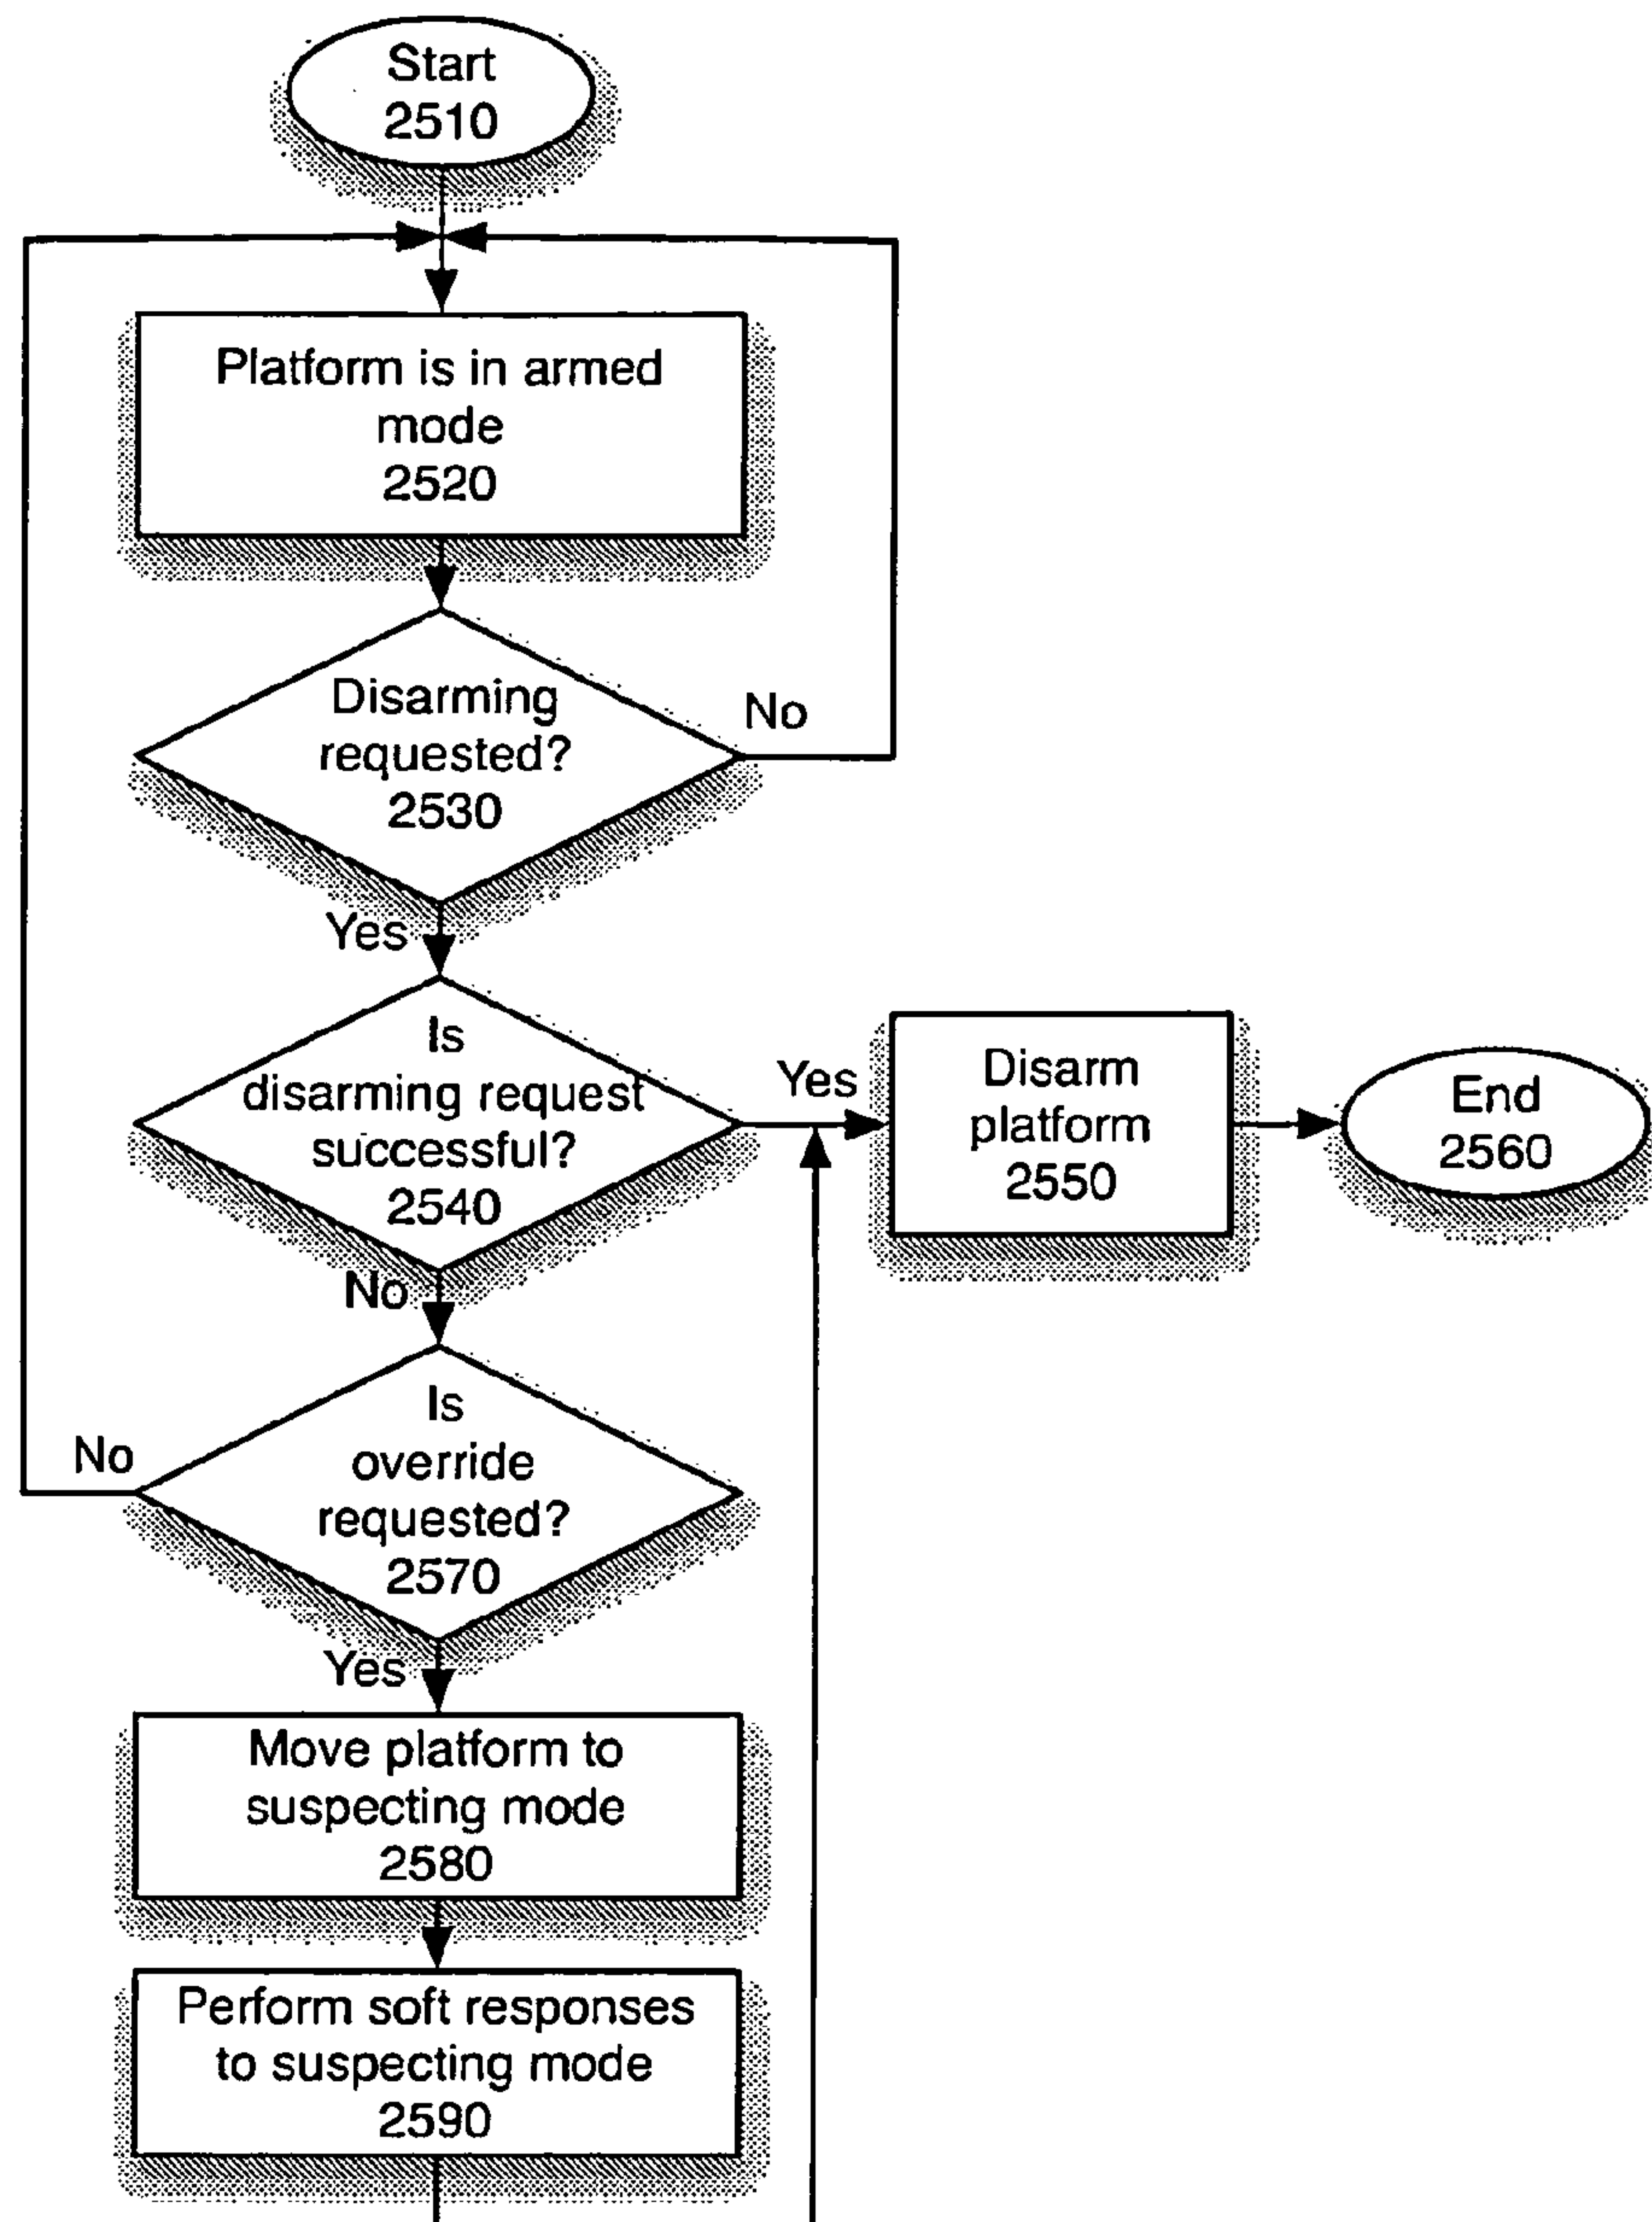 Start
2510
Platform is in armed
mode
2520
Disarming
requested?
2530
No
Yes
Is
disarming request
successful?
2540
Yes
Disarm
platform
2550
End
2560
No
Is
override
requested?
2570
No
Yes
Move platform to
suspecting mode
2580
Perform soft responses
to suspecting mode
2590